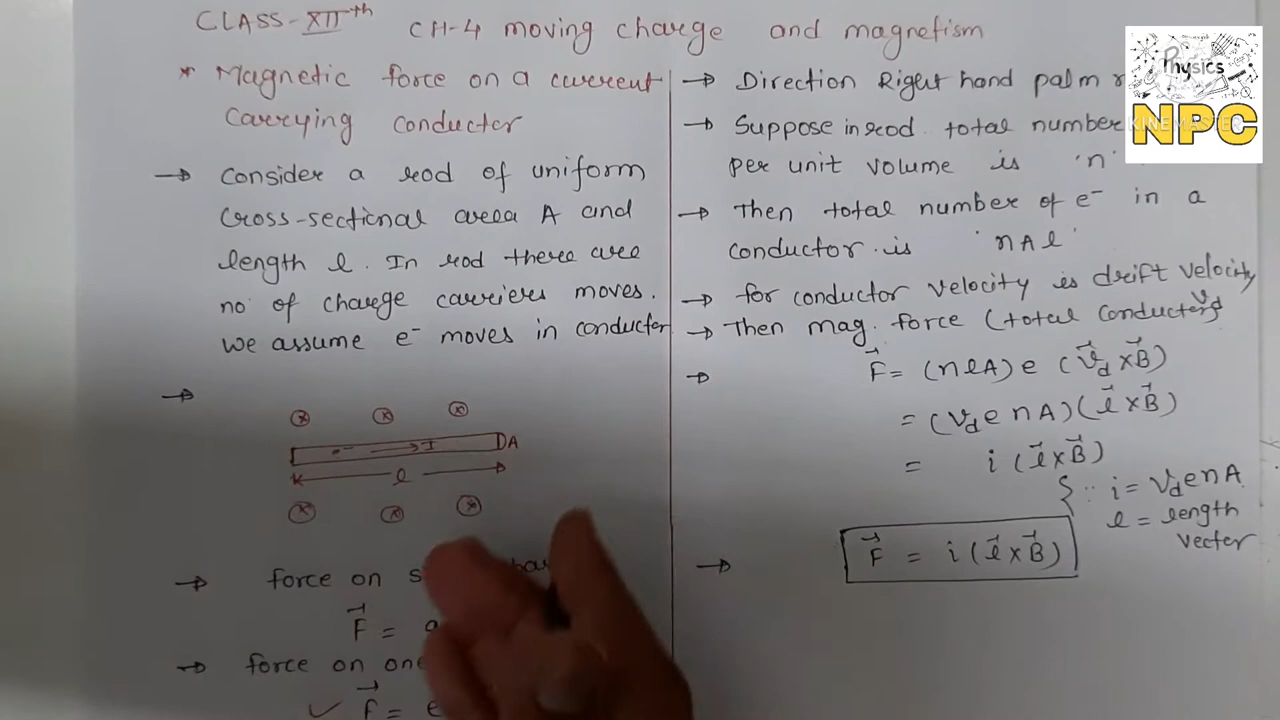 CLASS-XIIth CH-4 moving charge and magnetism
* Magnetic force on a current
Carrying conductor
→ Consider a rod of uniform
Cross-sectional area A and
length l. In rod there are
no of charge carriers moves.
we assume e⁻ moves in conductor
→
e⁻ → I A
l
→ force on
F⃗ =
→ force on one
✓ F⃗ = e
→ Direction Right hand palm
→ Suppose in rod total number
per unit volume is 'n'
→ Then total number of e⁻ in a
conductor is 'nAl'
→ for conductor velocity is drift velocity
→ Then mag. force (total conductor) Vd
→ F⃗ = (nlA)e (V⃗d × B⃗)
= (Vd e nA)(l⃗ × B⃗)
= i (l⃗ × B⃗)
{ ∵ i = VdenA
l = length
vector
→ F⃗ = i(l⃗ × B⃗)
Physics
NPC
KINEMASTER